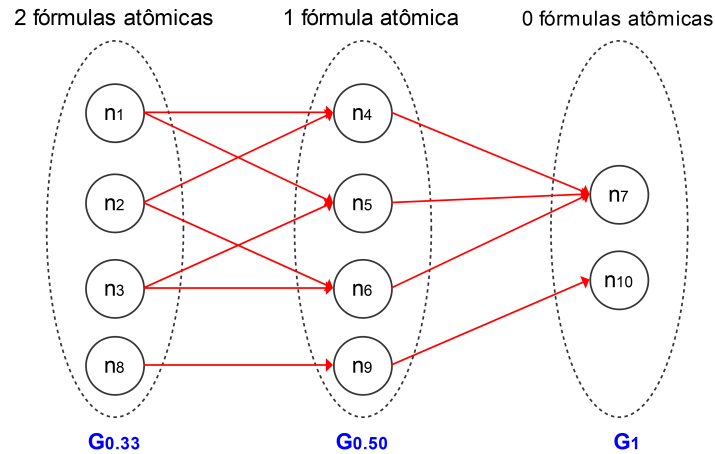 2 fórmulas atômicas 1 fórmula atômica 0 fórmulas atômicas
n1 n4
n7
n2 n5
n3 n6 n10
n8 n9
G0.33 G0.50 G1